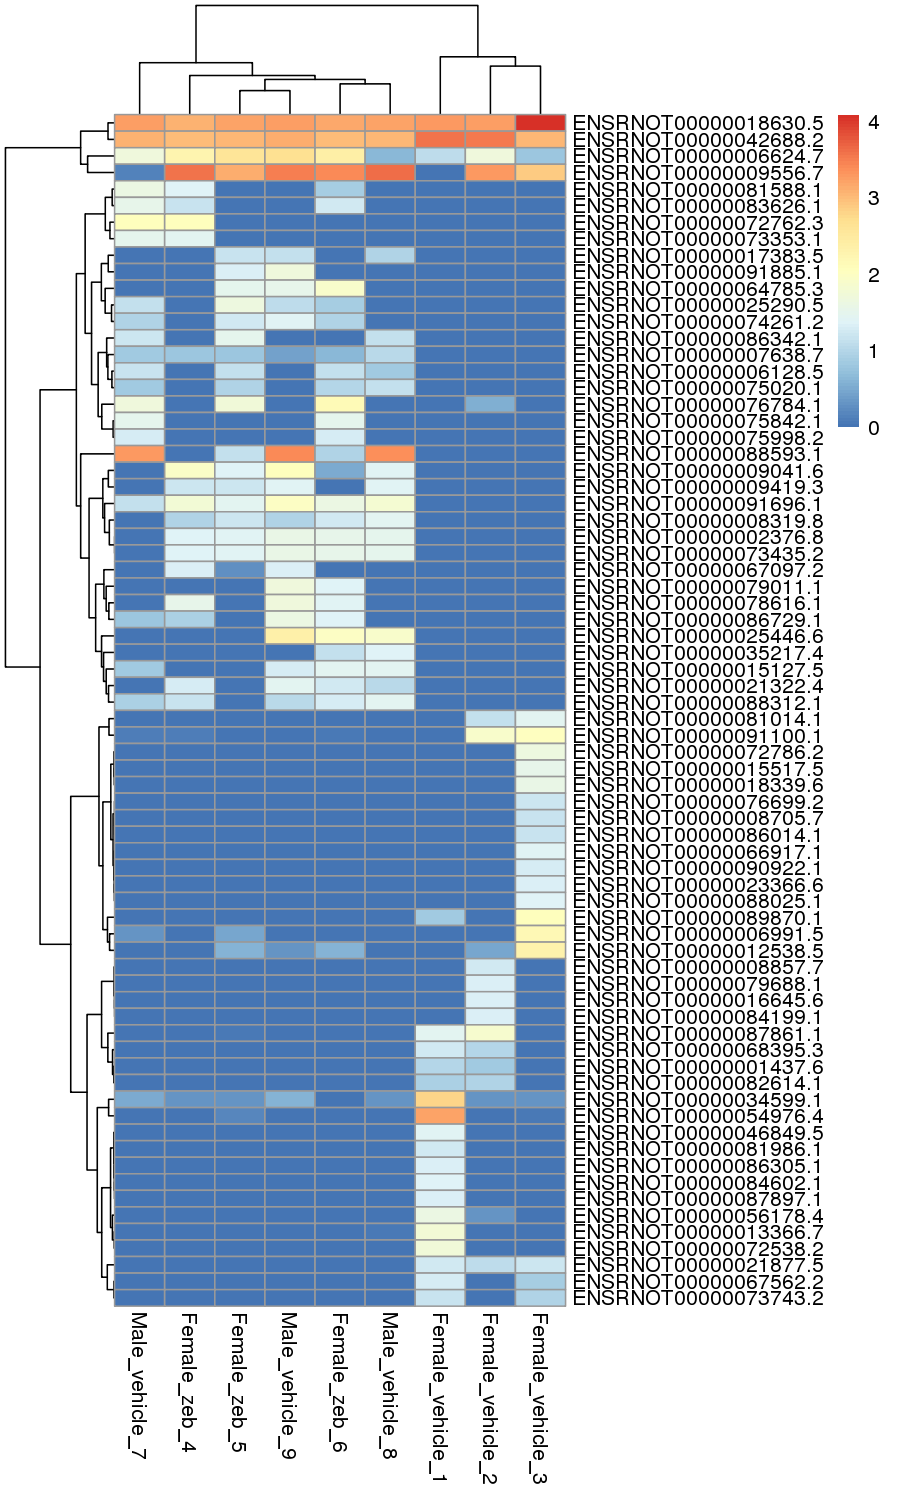 ENSRNOT00000018630.5
ENSRNOT00000042688.2
ENSRNOT00000006624.7
ENSRNOT00000009556.7
ENSRNOT00000081588.1
ENSRNOT00000083626.1
ENSRNOT00000072762.3
ENSRNOT00000073353.1
ENSRNOT00000017383.5
ENSRNOT00000091885.1
ENSRNOT00000064785.3
ENSRNOT00000025290.5
ENSRNOT00000074261.2
ENSRNOT00000086342.1
ENSRNOT00000007638.7
ENSRNOT00000006128.5
ENSRNOT00000075020.1
ENSRNOT00000076784.1
ENSRNOT00000075842.1
ENSRNOT00000075998.2
ENSRNOT00000088593.1
ENSRNOT00000009041.6
ENSRNOT00000009419.3
ENSRNOT00000091696.1
ENSRNOT00000008319.8
ENSRNOT00000002376.8
ENSRNOT00000073435.2
ENSRNOT00000067097.2
ENSRNOT00000079011.1
ENSRNOT00000078616.1
ENSRNOT00000086729.1
ENSRNOT00000025446.6
ENSRNOT00000035217.4
ENSRNOT00000015127.5
ENSRNOT00000021322.4
ENSRNOT00000088312.1
ENSRNOT00000081014.1
ENSRNOT00000091100.1
ENSRNOT00000072786.2
ENSRNOT00000015517.5
ENSRNOT00000018339.6
ENSRNOT00000076699.2
ENSRNOT00000008705.7
ENSRNOT00000086014.1
ENSRNOT00000066917.1
ENSRNOT00000090922.1
ENSRNOT00000023366.6
ENSRNOT00000088025.1
ENSRNOT00000089870.1
ENSRNOT00000006991.5
ENSRNOT00000012538.5
ENSRNOT00000008857.7
ENSRNOT00000079688.1
ENSRNOT00000016645.6
ENSRNOT00000084199.1
ENSRNOT00000087861.1
ENSRNOT00000068395.3
ENSRNOT00000001437.6
ENSRNOT00000082614.1
ENSRNOT00000034599.1
ENSRNOT00000054976.4
ENSRNOT00000046849.5
ENSRNOT00000081986.1
ENSRNOT00000086305.1
ENSRNOT00000084602.1
ENSRNOT00000087897.1
ENSRNOT00000056178.4
ENSRNOT00000013366.7
ENSRNOT00000072538.2
ENSRNOT00000021877.5
ENSRNOT00000067562.2
ENSRNOT00000073743.2
4
3
2
1
0
Male_vehicle_7
Female_zeb_4
Female_zeb_5
Male_vehicle_9
Female_zeb_6
Male_vehicle_8
Female_vehicle_1
Female_vehicle_2
Female_vehicle_3